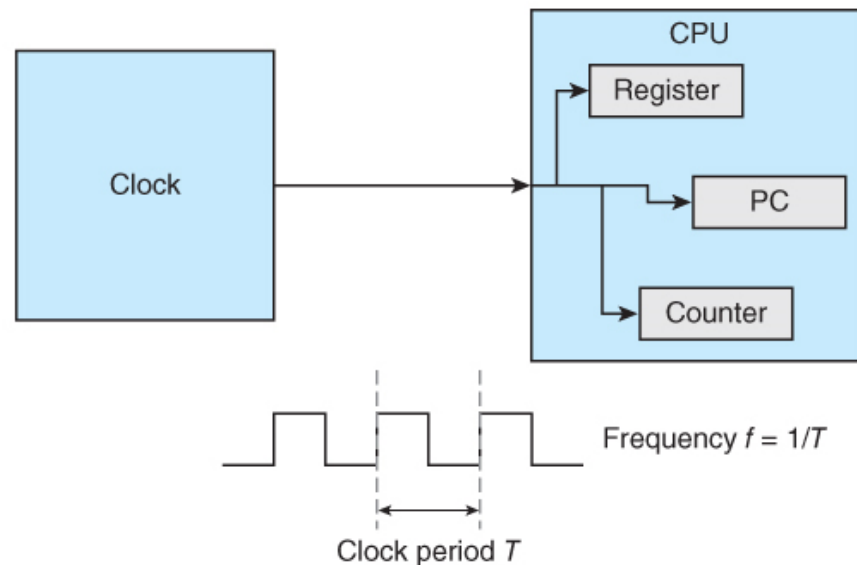 CPU
Register
Clock
PC
Counter
Frequency f = 1/T
Clock period T